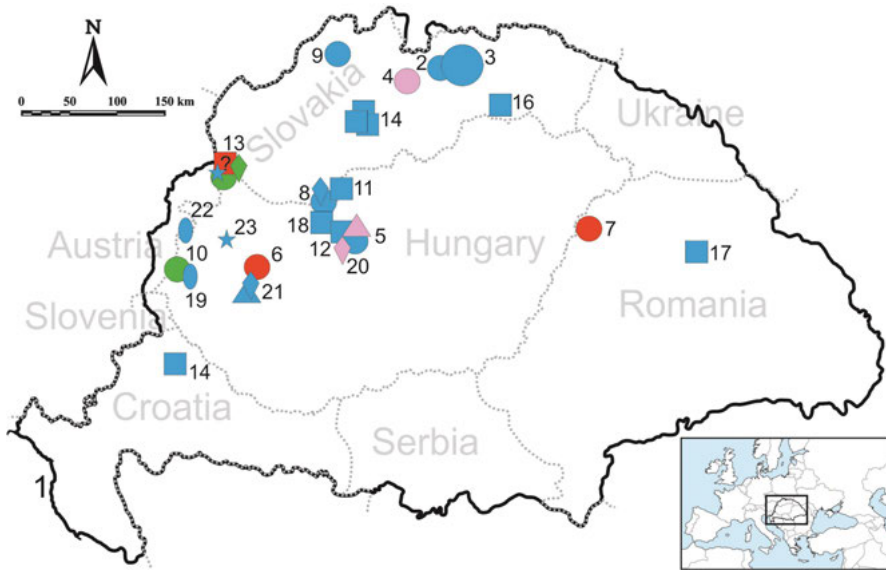 N
0 50 100 150 km
9
2
3
4
Slovakia
16
Ukraine
14
13
?
8
11
22
18
7
Austria
23
12
5
Hungary
17
10
6
20
19
21
Romania
Slovenia
14
Croatia
Serbia
1